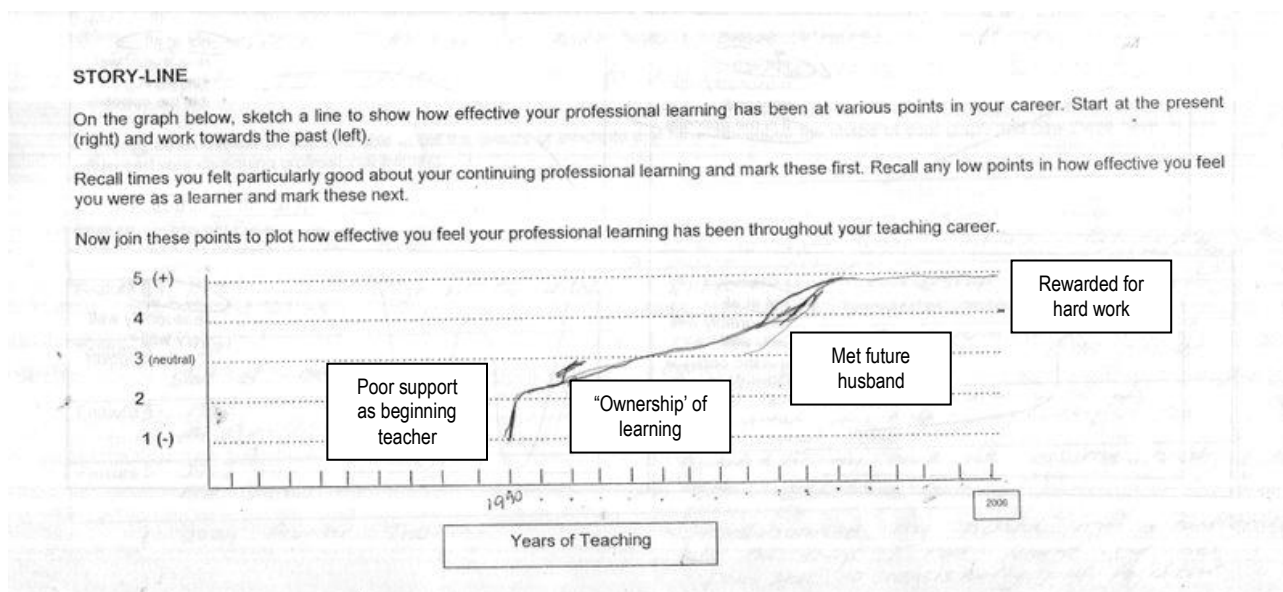 STORY-LINE
On the graph below, sketch a line to show how effective your professional learning has been at various points in your career. Start at the present
(right) and work towards the past (left).
Recall times you felt particularly good about your continuing professional learning and mark these first. Recall any low points in how effective you feel
you were as a learner and mark these next.
Now join these points to plot how effective you feel your professional learning has been throughout your teaching career.
5 (+)
4
3 (neutral)
2
1 (-)
Poor support
as beginning
teacher
“Ownership’ of
learning
Met future
husband
Rewarded for
hard work
2006
Years of Teaching